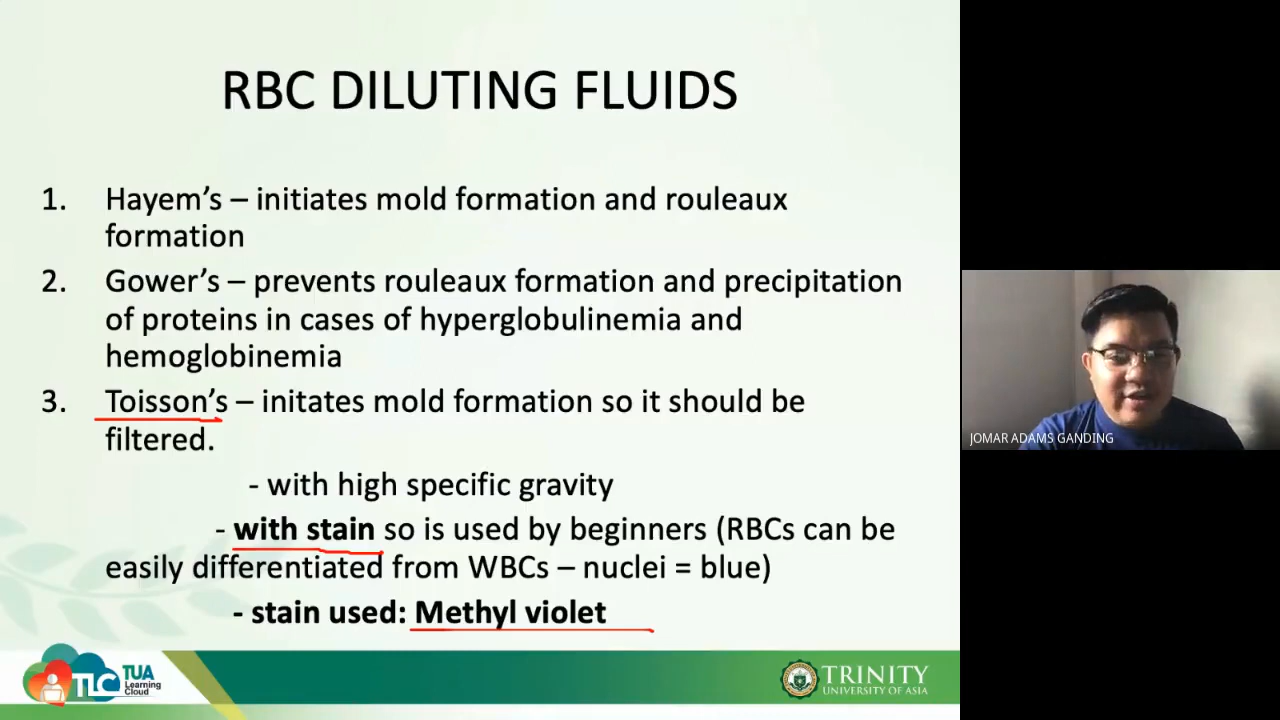 RBC DILUTING FLUIDS
1. Hayem's – initiates mold formation and rouleaux
formation
2. Gower's – prevents rouleaux formation and precipitation
of proteins in cases of hyperglobulinemia and
hemoglobinemia
3. Toisson's – initates mold formation so it should be
filtered.
- with high specific gravity
- with stain so is used by beginners (RBCs can be
easily differentiated from WBCs – nuclei = blue)
- stain used: Methyl violet
JOMAR ADAMS GANDING
TLC TUA
Learning
Cloud
TRINITY
UNIVERSITY OF ASIA